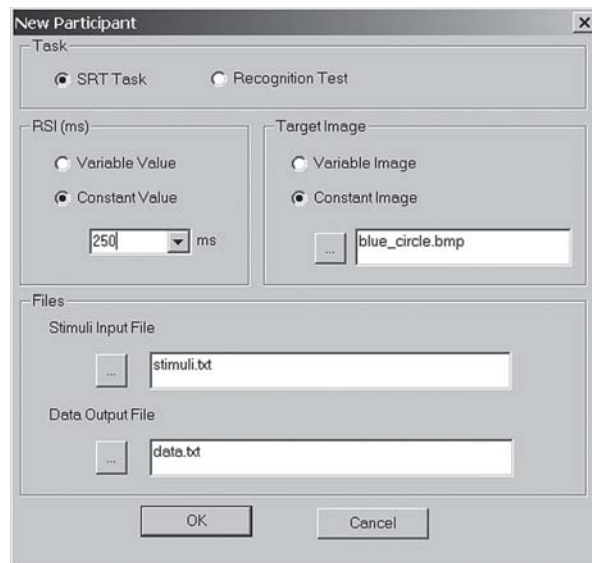 New Participant
Task
SRT Task
Recognition Test
RSI (ms)
Variable Value
Constant Value
250 ms
Target Image
Variable Image
Constant Image
... blue_circle.bmp
Files
Stimuli Input File
... stimuli.txt
Data Output File
... data.txt
OK
Cancel